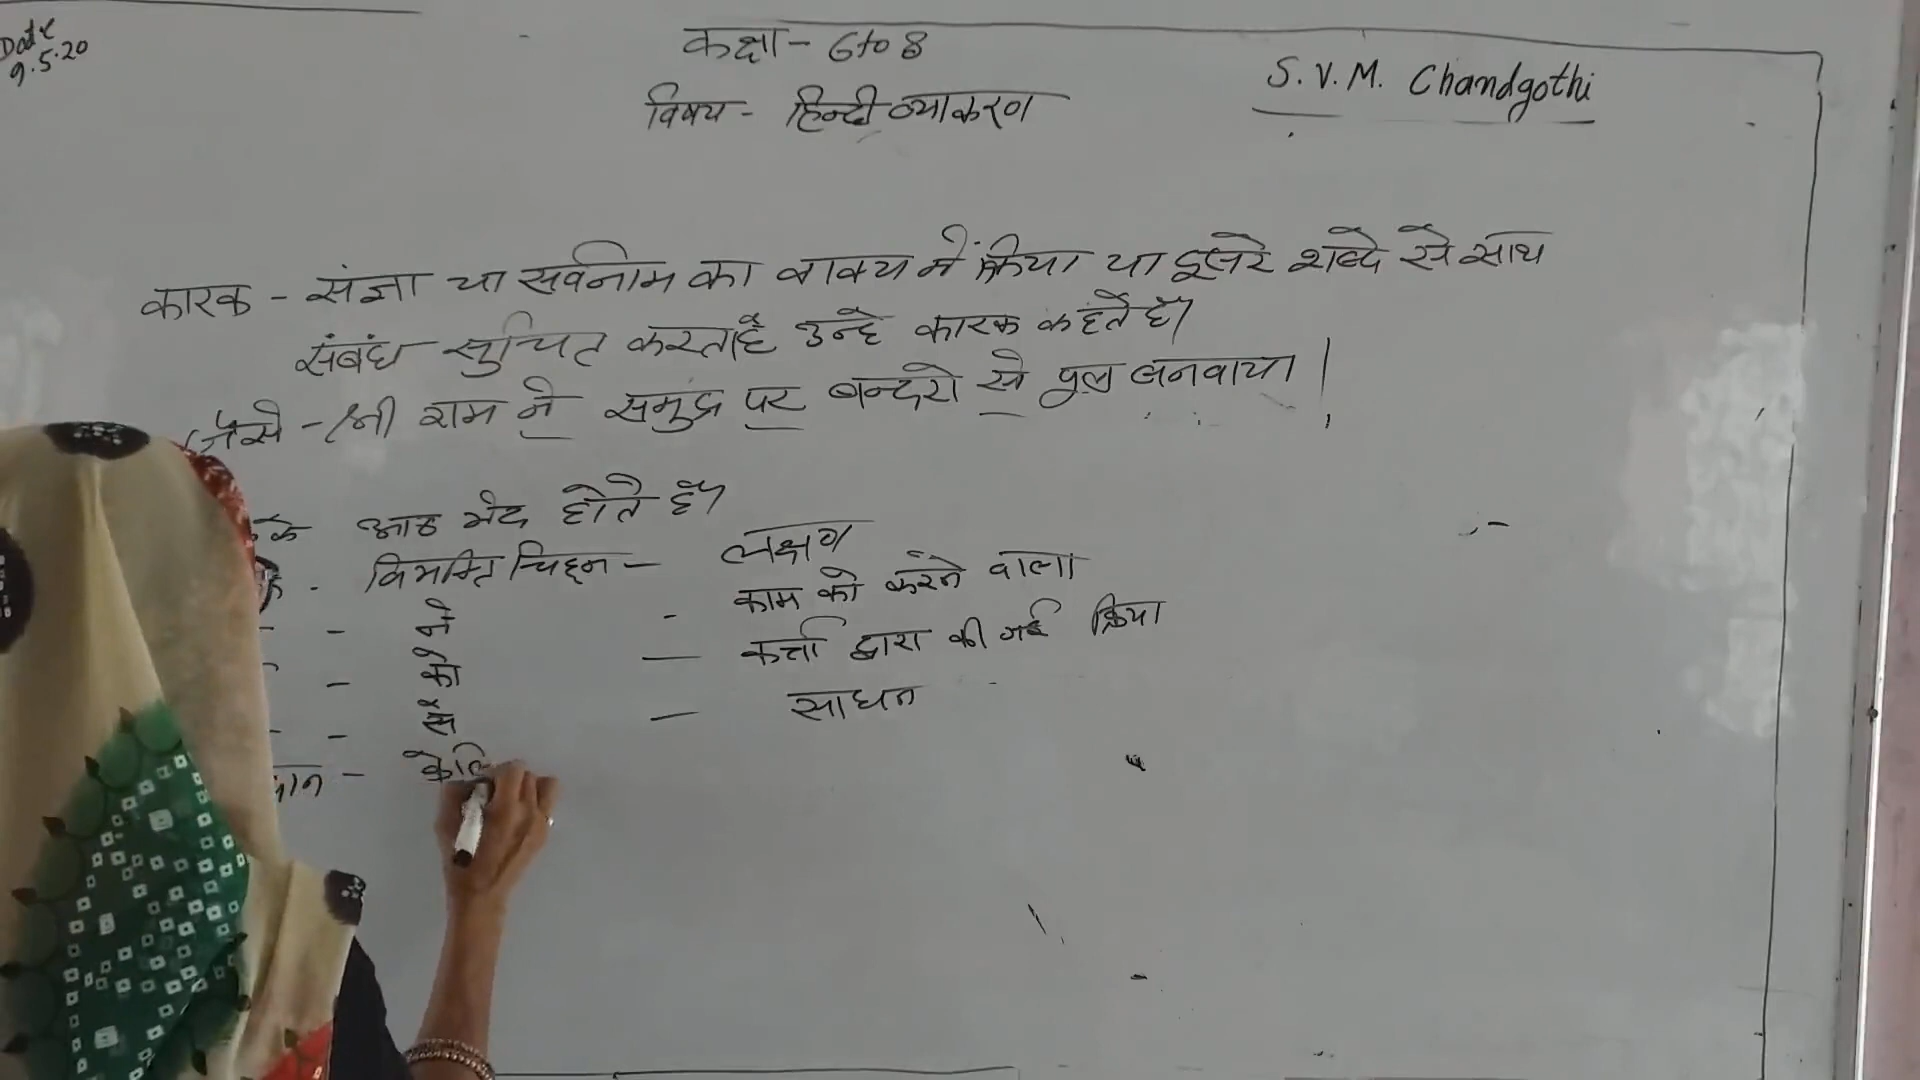 Date
9.5.20
कक्षा - 6 to 8
विषय - हिन्दी व्याकरण
S. V. M. Chandgothi
कारक - संज्ञा या सर्वनाम का वाक्य में क्रिया या दूसरे शब्दे से साथ
संबंध सुचित करता है उन्हे कारक कहते है।
जैसे - श्री राम ने समुद्र पर बन्दरो से पुल बनवाया।
के आठ भेद होते है।
- विभक्ति चिह्न - लक्षण
- - ने - काम को करने वाला
- को — कर्त्ता द्वारा की गई क्रिया
- - से — साधन
- के लि